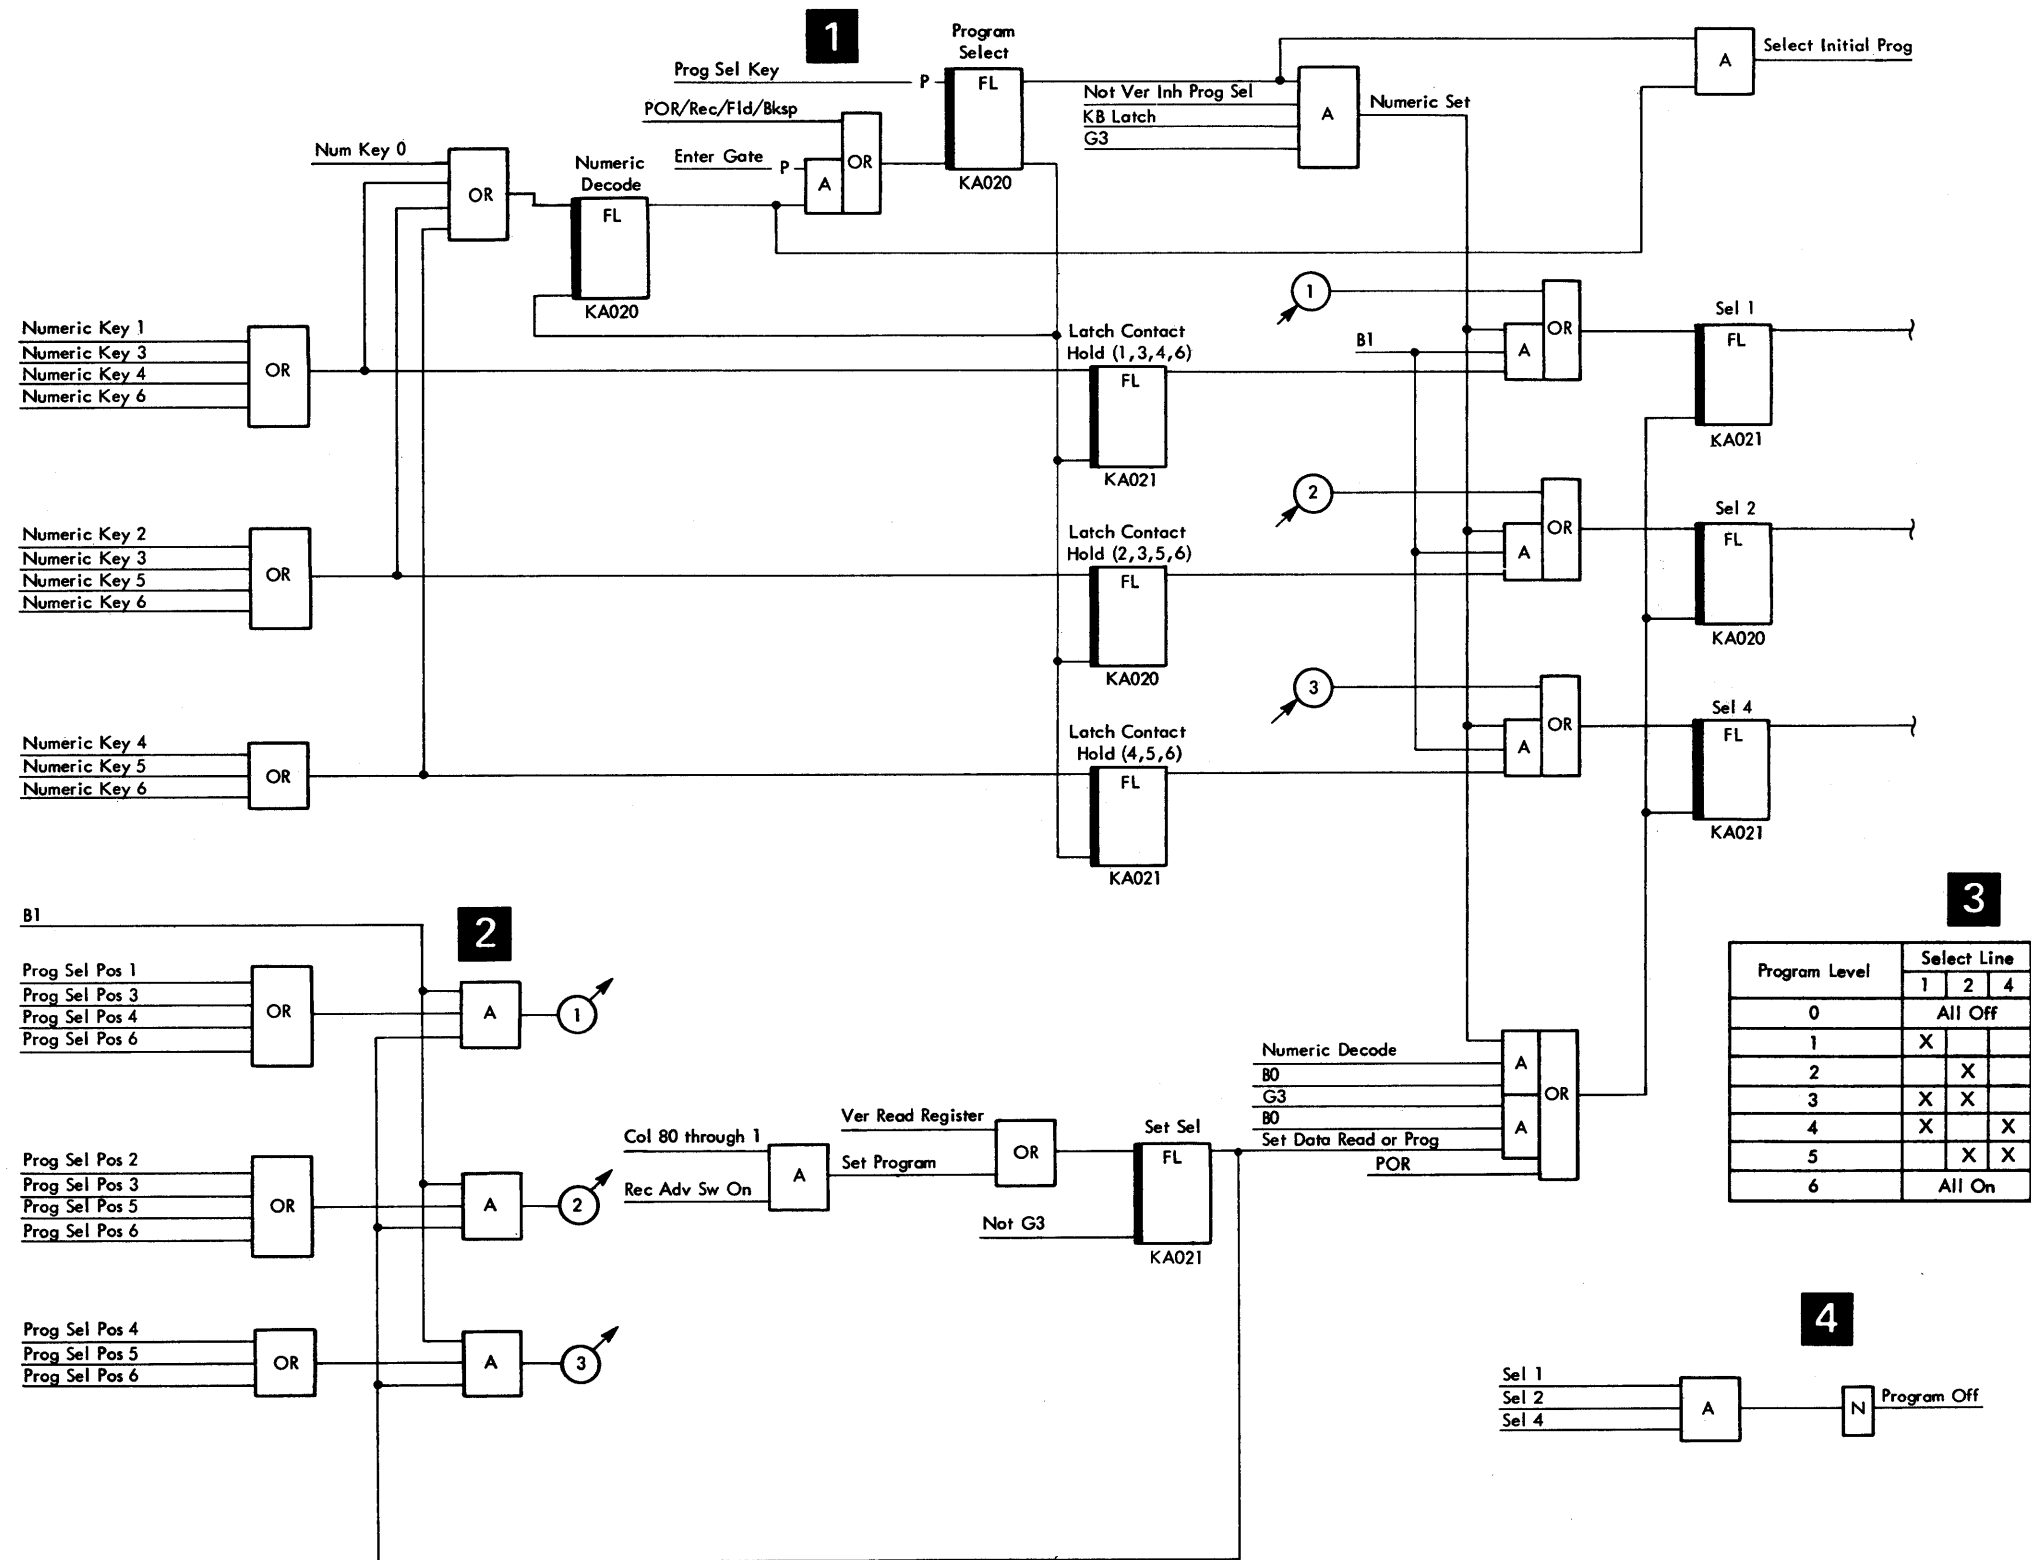 1
Program
Select
Prog Sel Key
P
FL
KA020
POR/Rec/Fld/Bksp
Enter Gate
P
A
OR
Not Ver Inh Prog Sel
KB Latch
G3
A
Numeric Set
A
Select Initial Prog
Num Key 0
OR
Numeric
Decode
FL
KA020
Numeric Key 1
Numeric Key 3
Numeric Key 4
Numeric Key 6
OR
Latch Contact
Hold (1,3,4,6)
FL
KA021
1
B1
A
OR
Sel 1
FL
KA021
Numeric Key 2
Numeric Key 3
Numeric Key 5
Numeric Key 6
OR
Latch Contact
Hold (2,3,5,6)
FL
KA020
2
A
OR
Sel 2
FL
KA020
Numeric Key 4
Numeric Key 5
Numeric Key 6
OR
Latch Contact
Hold (4,5,6)
FL
KA021
3
A
OR
Sel 4
FL
KA021
B1
2
Prog Sel Pos 1
Prog Sel Pos 3
Prog Sel Pos 4
Prog Sel Pos 6
OR
A
1
Prog Sel Pos 2
Prog Sel Pos 3
Prog Sel Pos 5
Prog Sel Pos 6
OR
A
2
Prog Sel Pos 4
Prog Sel Pos 5
Prog Sel Pos 6
OR
A
3
Col 80 through 1
Rec Adv Sw On
A
Ver Read Register
Set Program
OR
Not G3
Set Sel
FL
KA021
Numeric Decode
B0
G3
B0
Set Data Read or Prog
POR
A
A
OR
3
Program Level
Select Line
1 2 4
0 All Off
1 X
2 X
3 X X
4 X X
5 X X
6 All On
4
Sel 1
Sel 2
Sel 4
A
N
Program Off